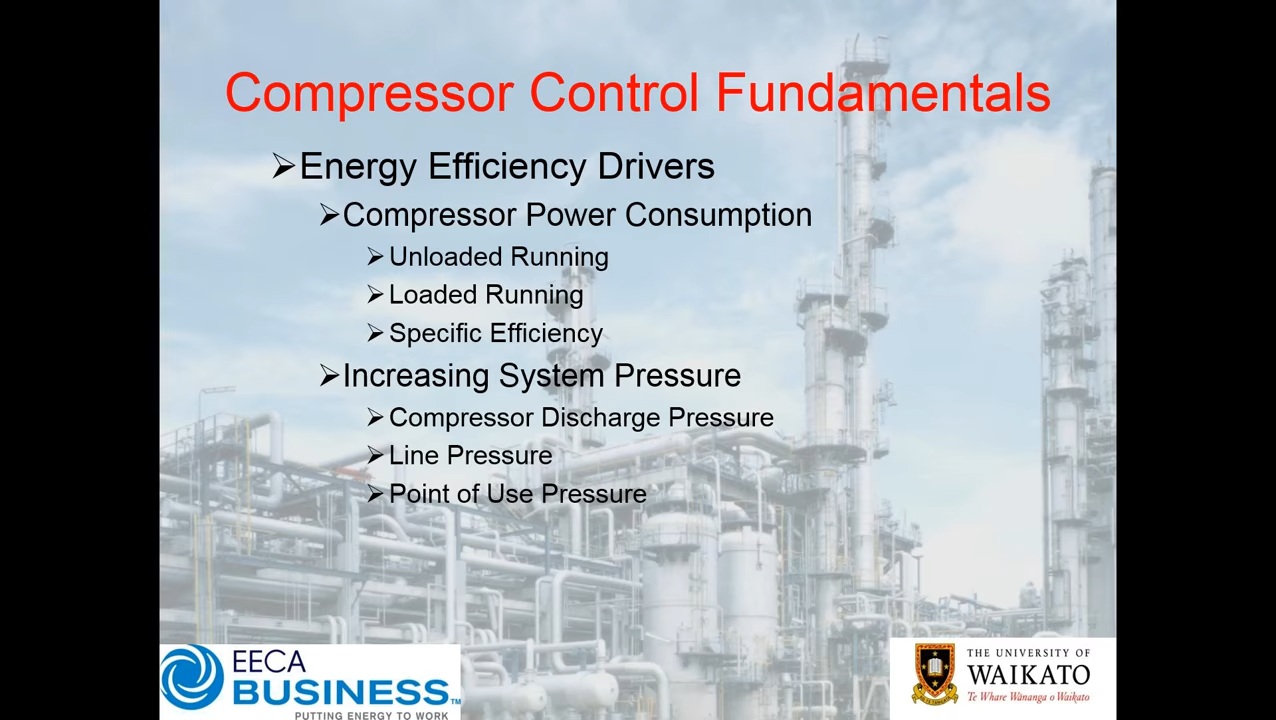 Compressor Control Fundamentals
➢Energy Efficiency Drivers
➢Compressor Power Consumption
➢Unloaded Running
➢Loaded Running
➢Specific Efficiency
➢Increasing System Pressure
➢Compressor Discharge Pressure
➢Line Pressure
➢Point of Use Pressure
EECA
BUSINESS™
PUTTING ENERGY TO WORK
THE UNIVERSITY OF
WAIKATO
Te Whare Wānanga o Waikato